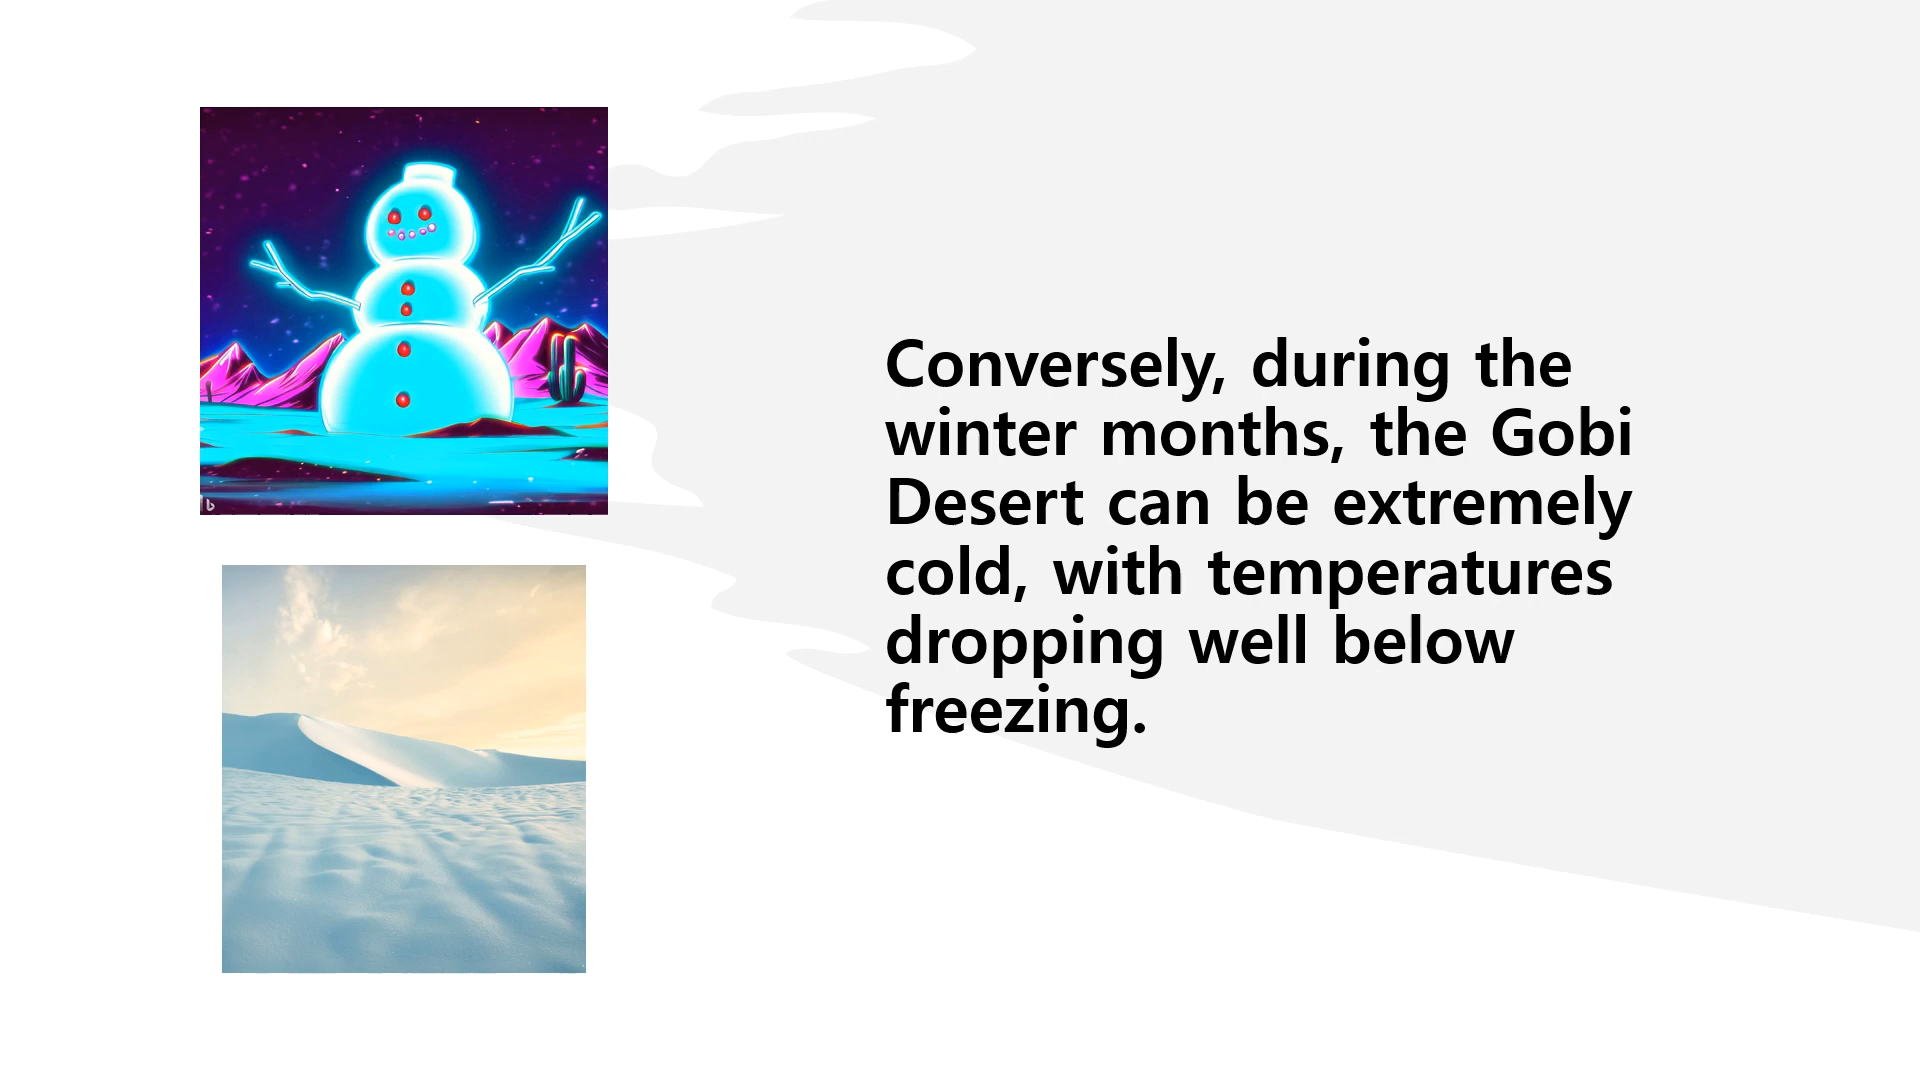 Conversely, during the
winter months, the Gobi
Desert can be extremely
cold, with temperatures
dropping well below
freezing.